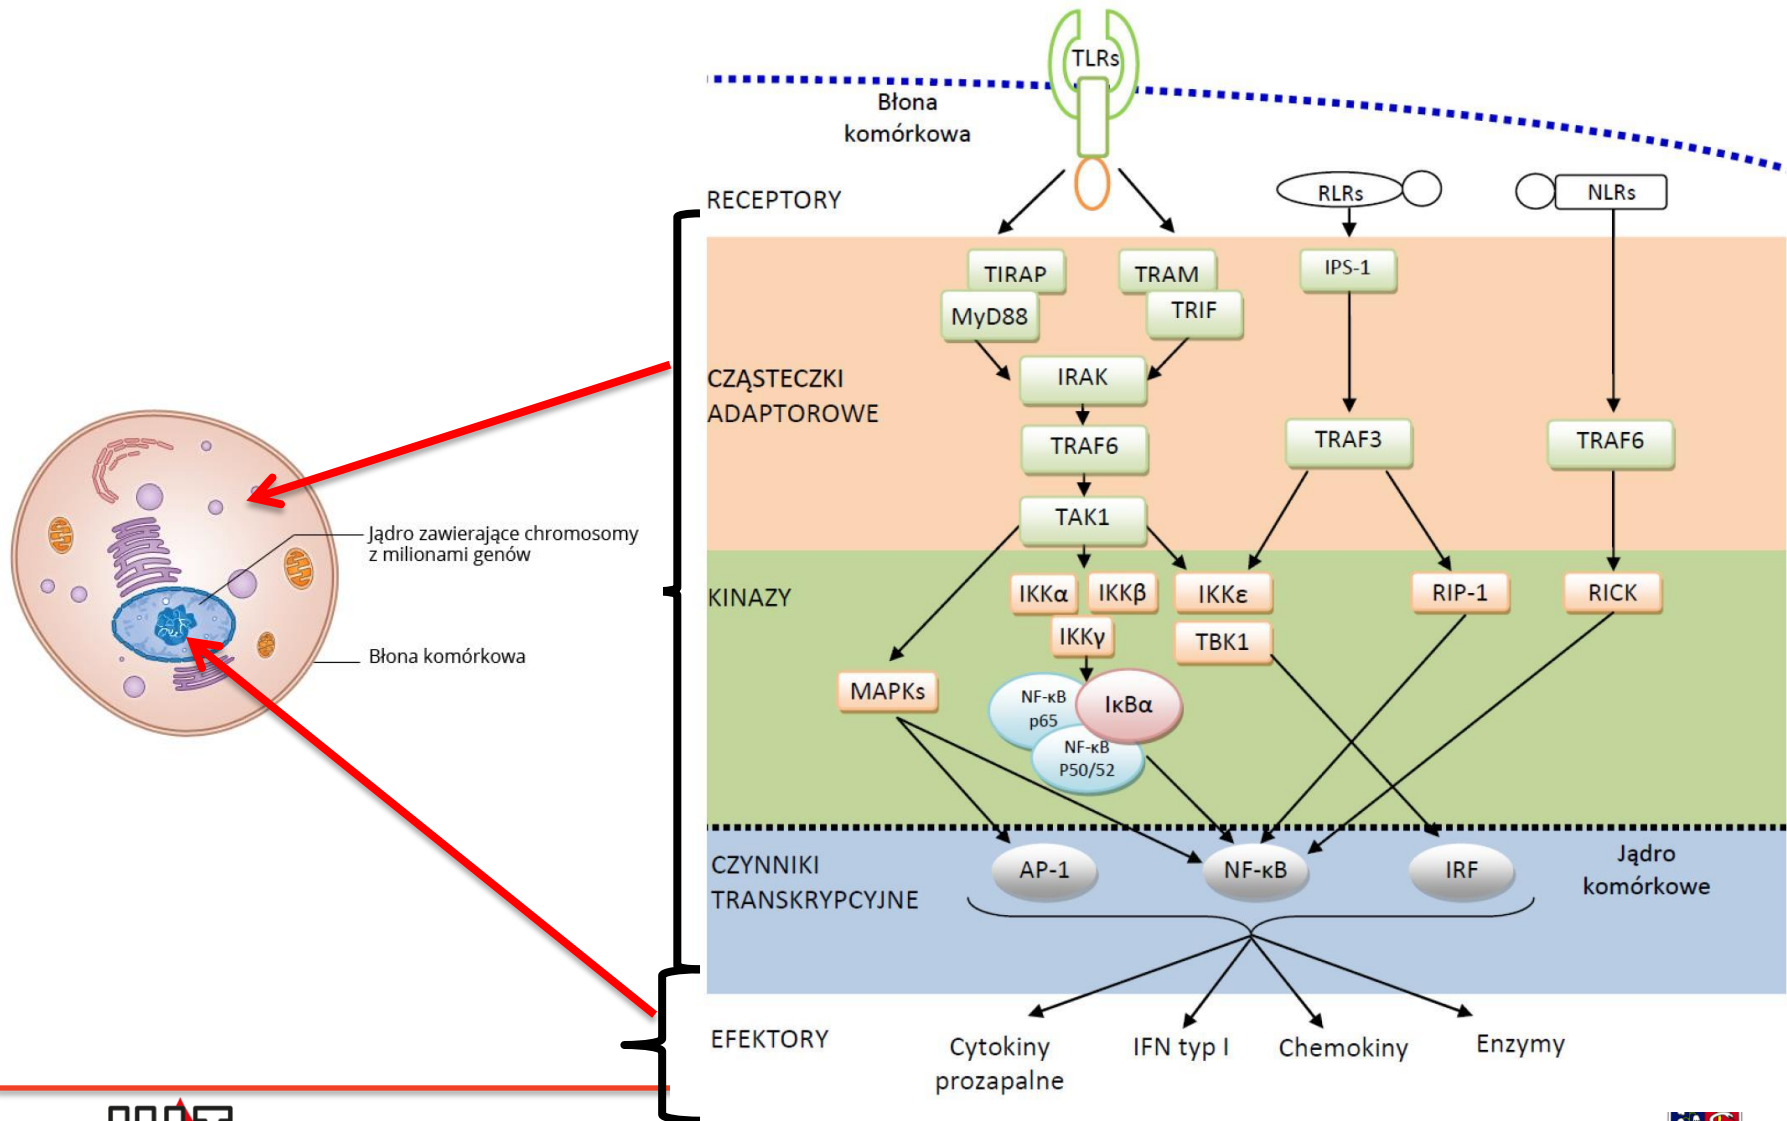 TLRs
Błona
komórkowa
RECEPTORY
RLRs
NLRs
TIRAP
TRAM
IPS-1
MyD88
TRIF
CZĄSTECZKI
ADAPTOROWE
IRAK
TRAF6
TRAF3
TRAF6
TAK1
Jądro zawierające chromosomy
z milionami genów
Błona komórkowa
KINAZY
IKKα
IKKβ
IKKε
RIP-1
RICK
IKKγ
TBK1
MAPKs
NF-κB
p65
IκBα
NF-κB
P50/52
CZYNNIKI
TRANSKRYPCYJNE
AP-1
NF-κB
IRF
Jądro
komórkowe
EFEKTORY
Cytokiny
prozapalne
IFN typ I
Chemokiny
Enzymy